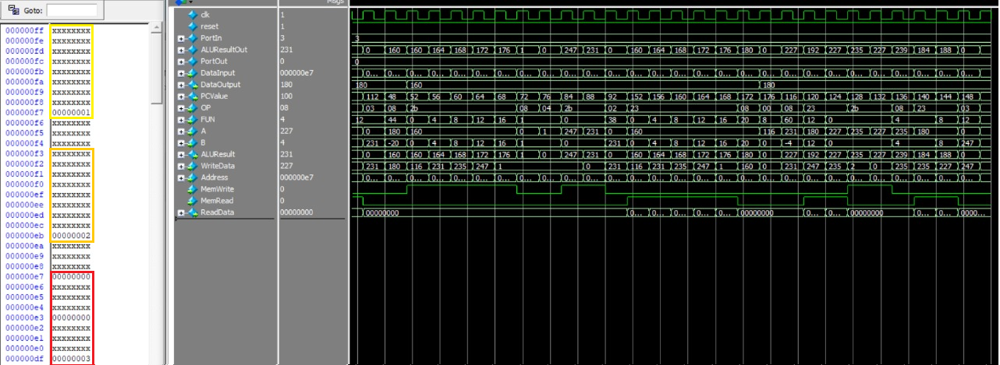 Goto:
Msgs
000000ff xxxxxxxx
000000fe xxxxxxxx
000000fd xxxxxxxx
000000fc xxxxxxxx
000000fb xxxxxxxx
000000fa xxxxxxxx
000000f9 xxxxxxxx
000000f8 xxxxxxxx
000000f7 00000001
000000f6 xxxxxxxx
000000f5 xxxxxxxx
000000f4 xxxxxxxx
000000f3 xxxxxxxx
000000f2 xxxxxxxx
000000f1 xxxxxxxx
000000f0 xxxxxxxx
000000ef xxxxxxxx
000000ee xxxxxxxx
000000ed xxxxxxxx
000000ec xxxxxxxx
000000eb 00000002
000000ea xxxxxxxx
000000e9 xxxxxxxx
000000e8 xxxxxxxx
000000e7 00000000
000000e6 xxxxxxxx
000000e5 xxxxxxxx
000000e4 xxxxxxxx
000000e3 00000000
000000e2 xxxxxxxx
000000e1 xxxxxxxx
000000e0 xxxxxxxx
000000df 00000003
clk 1
reset 1
PortIn 3 3
ALUResultOut 231 0 160 160 164 168 172 176 1 0 247 231 0 160 164 168 172 176 180 0 227 192 227 235 227 239 184 188 0
PortOut 0 0
DataInput 000000e7 0... 0... 0... 0... 0... 0... 0... 0... 0... 0... 0... 0... 0... 0... 0... 0... 0... 0... 0... 0... 0... 0... 0... 0... 0... 0... 0... 0...
DataOutput 180 180 160 180
PCValue 100 112 48 52 56 60 64 68 72 76 84 88 92 152 156 160 164 168 172 176 116 120 124 128 132 136 140 144 148
OP 08 03 08 2b 08 04 2b 02 23 08 00 08 23 2b 08 23 03
FUN 4 12 44 0 4 8 12 16 1 0 38 0 4 8 12 16 20 8 60 12 0 4 8 12
A 227 0 180 160 0 1 247 231 0 160 116 231 180 227 235 227 235 180 0
B 4 231 -20 0 4 8 12 16 1 0 231 0 4 8 12 16 20 0 -4 12 0 4 8 247
ALUResult 231 0 160 160 164 168 172 176 1 0 247 231 0 160 164 168 172 176 180 0 227 192 227 235 227 239 184 188 0
WriteData 227 231 180 116 231 235 247 1 0 231 116 231 235 247 1 160 0 231 247 235 2 0 235 235 227 247
Address 000000e7 0... 0... 0... 0... 0... 0... 0... 0... 0... 0... 0... 0... 0... 0... 0... 0... 0... 0... 0... 0... 0... 0... 0... 0... 0... 0... 0... 0...
MemWrite 0
MemRead 0
ReadData 00000000 00000000 0... 0... 0... 0... 0... 00000000 0... 0... 00000000 0... 0... 0000...